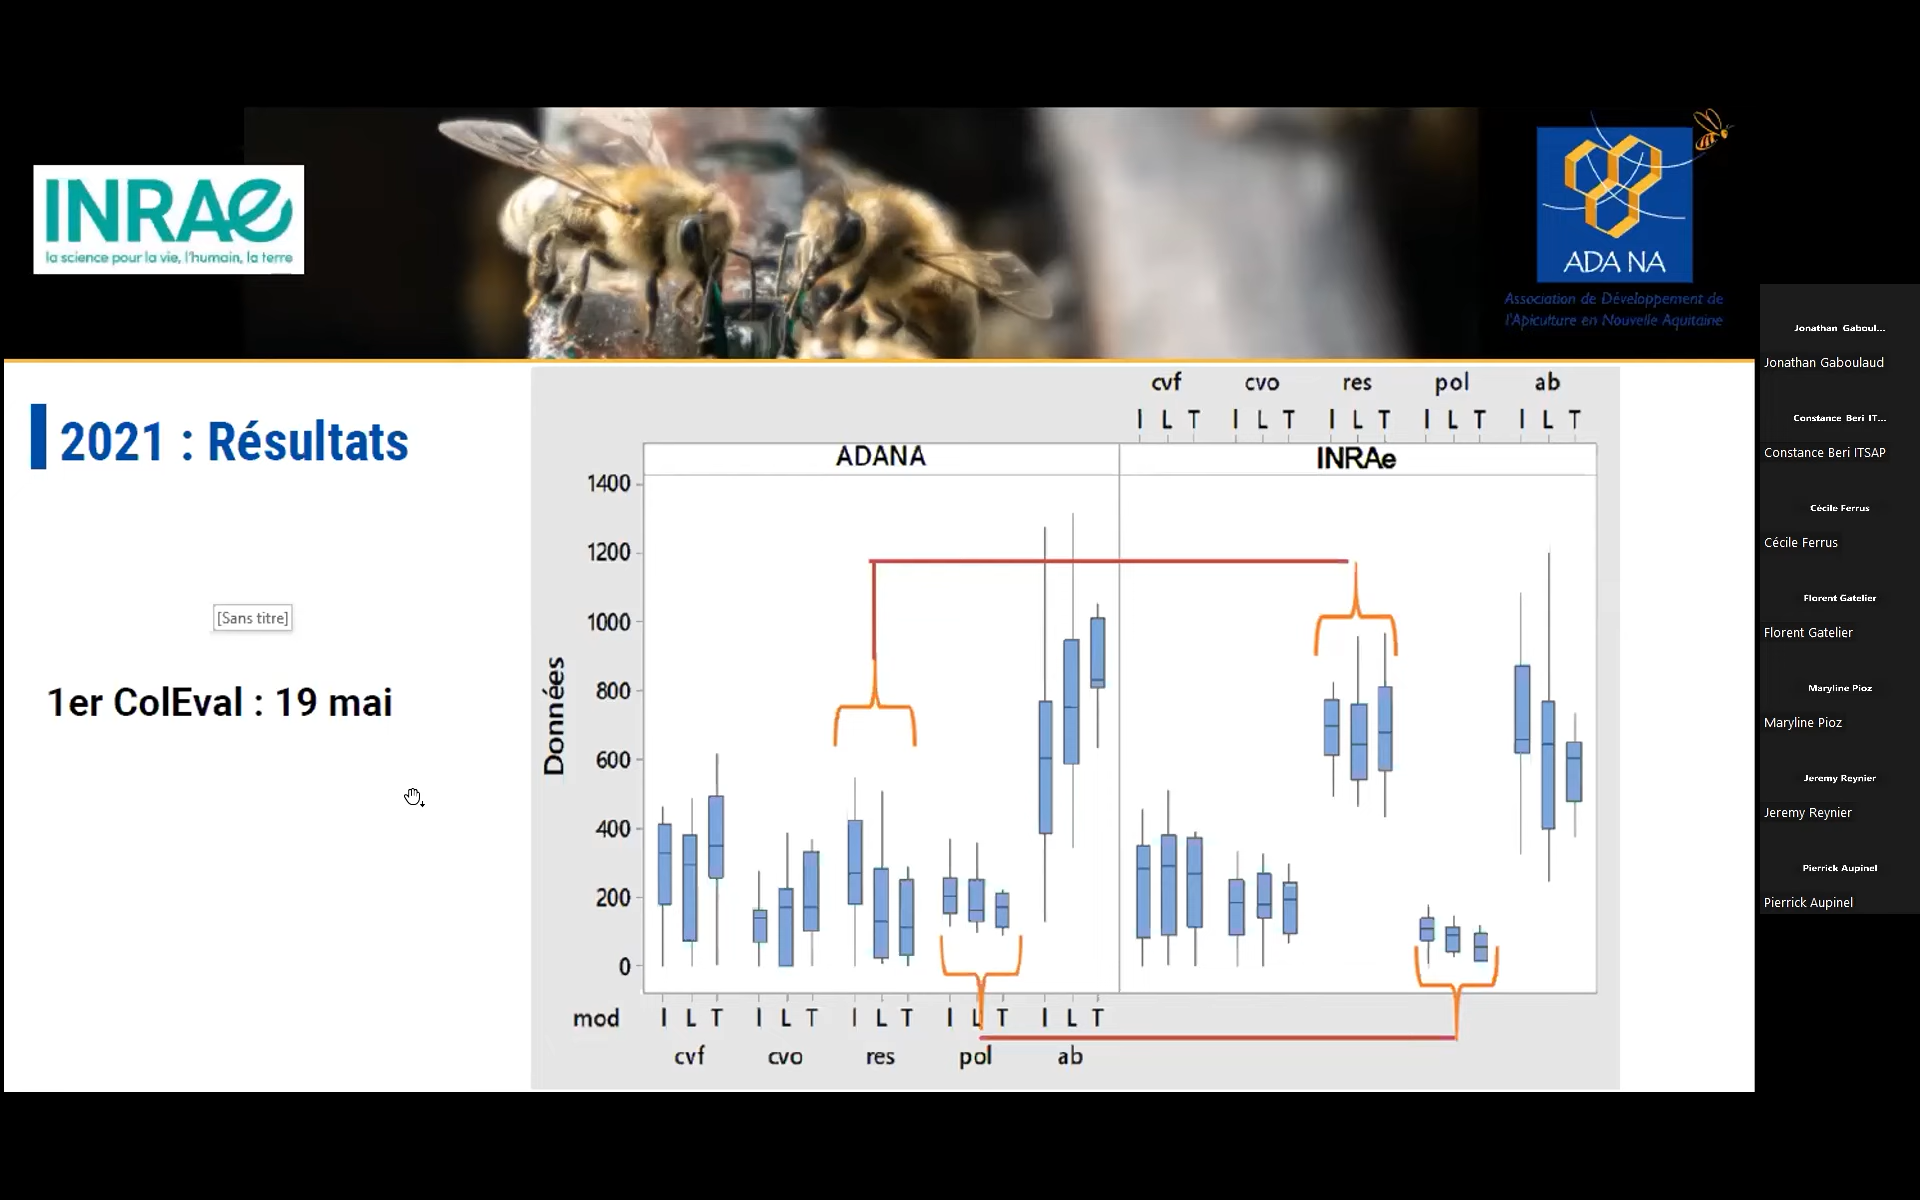 INRAE
la science pour la vie, l'humain, la terre
ADA NA
Association de Développement de
l'Apiculture en Nouvelle Aquitaine
2021 : Résultats
[Sans titre]
1er ColEval : 19 mai
cvf cvo res pol ab
I L T I L T I L T I L T I L T
ADANA INRAe
Données
1400
1200
1000
800
600
400
200
0
mod I L T I L T I L T I L T I L T
cvf cvo res pol ab
Jonathan Gaboul...
Jonathan Gaboulaud
Constance Beri IT...
Constance Beri ITSAP
Cécile Ferrus
Cécile Ferrus
Florent Gatelier
Florent Gatelier
Maryline Pioz
Maryline Pioz
Jeremy Reynier
Jeremy Reynier
Pierrick Aupinel
Pierrick Aupinel